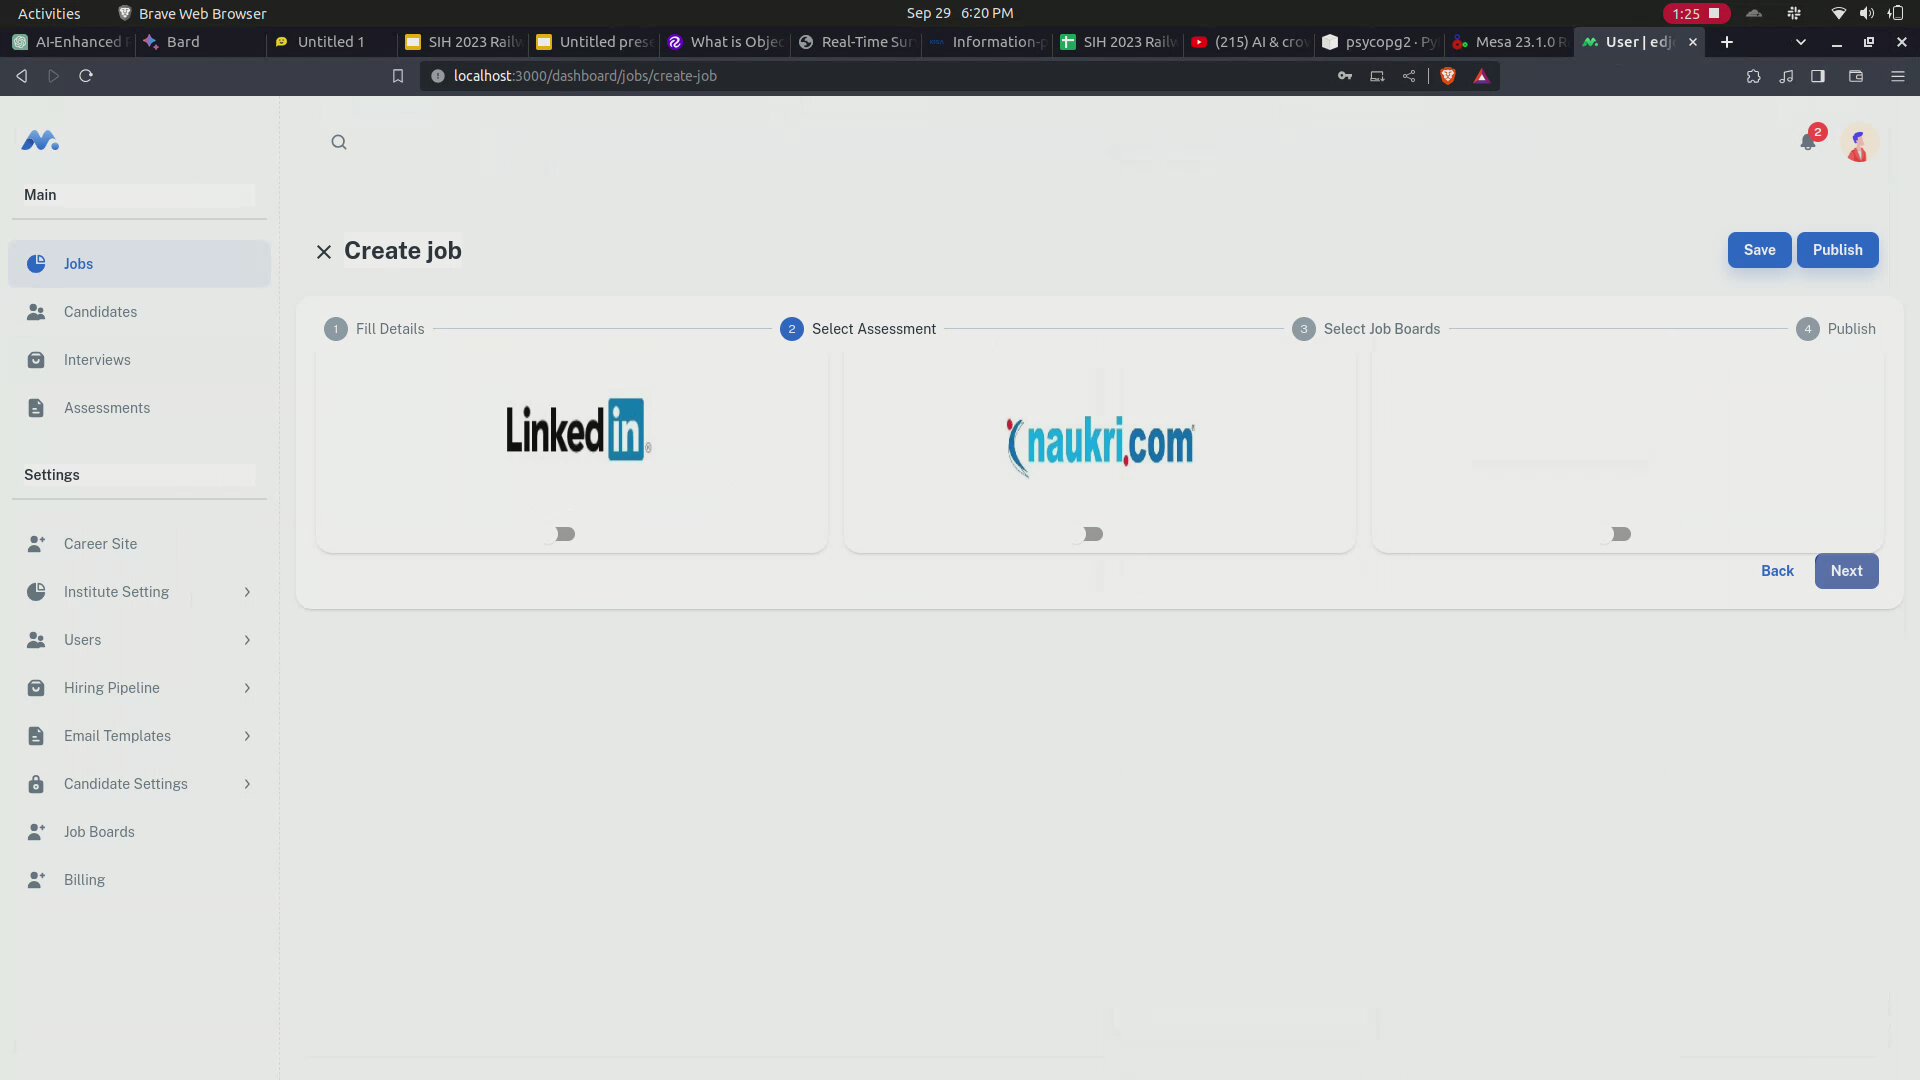 Activities Brave Web Browser Sep 29 6:20 PM 1:25
AI-Enhanced Bard Untitled 1 SIH 2023 Railw Untitled prese What is Objec Real-Time Sur Information-p SIH 2023 Railw (215) AI & crow psycopg2 · Py Mesa 23.1.0 R User | edj
localhost:3000/dashboard/jobs/create-job
2
Main
Create job Save Publish
Jobs
Candidates
1 Fill Details 2 Select Assessment 3 Select Job Boards 4 Publish
Interviews
Assessments
Linked in ®
naukri.com
Settings
Career Site
Back Next
Institute Setting
Users
Hiring Pipeline
Email Templates
Candidate Settings
Job Boards
Billing